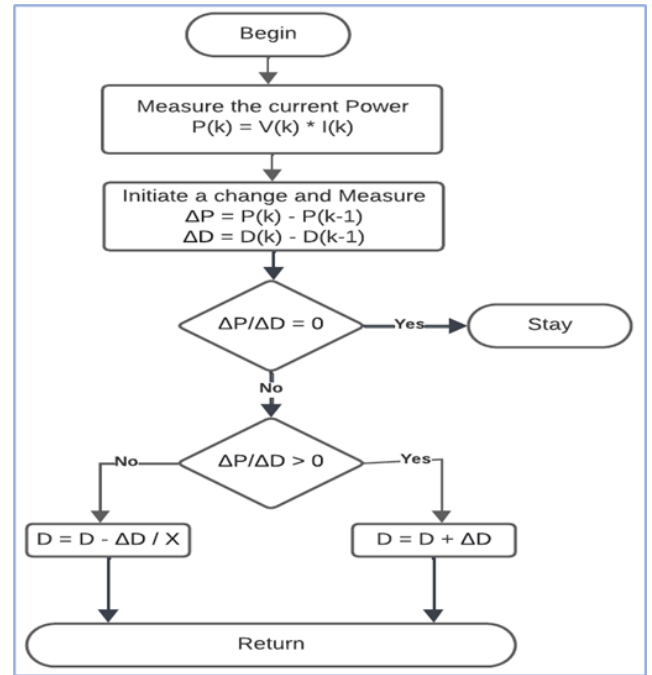 Begin
Measure the current Power
P(k) = V(k) * I(k)
Initiate a change and Measure
ΔP = P(k) - P(k-1)
ΔD = D(k) - D(k-1)
ΔP/ΔD = 0
Yes
Stay
No
ΔP/ΔD > 0
No
Yes
D = D - ΔD / X
D = D + ΔD
Return